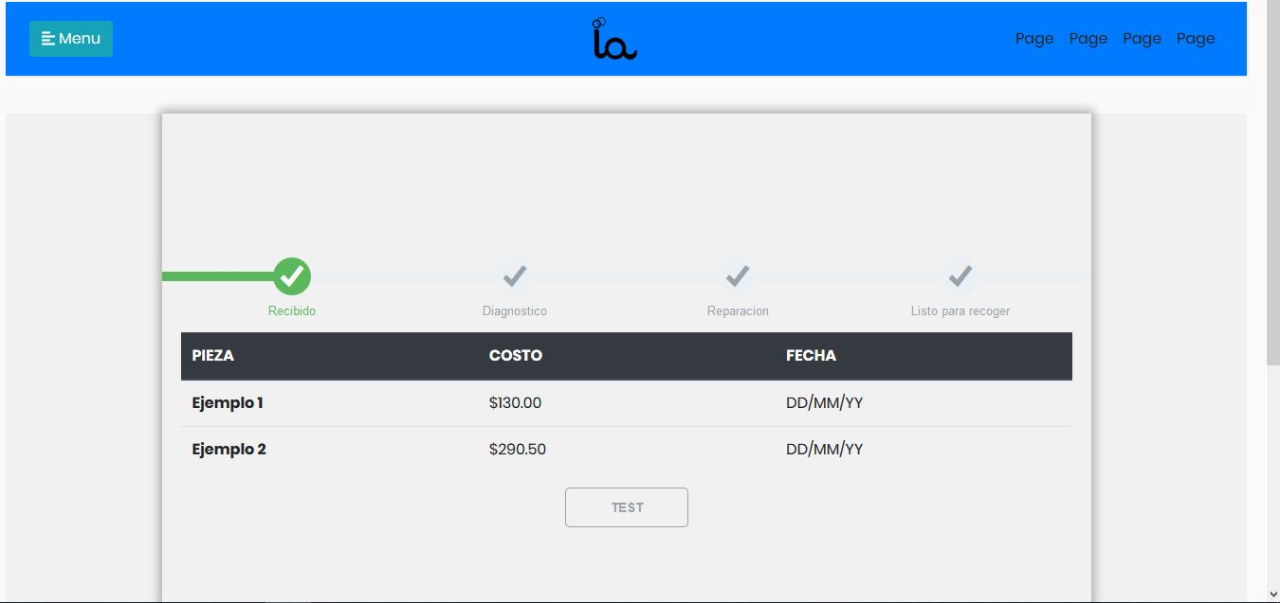 Menu
ia
Page Page Page Page
Recibido Diagnostico Reparacion Listo para recoger
PIEZA COSTO FECHA
Ejemplo 1 $130.00 DD/MM/YY
Ejemplo 2 $290.50 DD/MM/YY
TEST